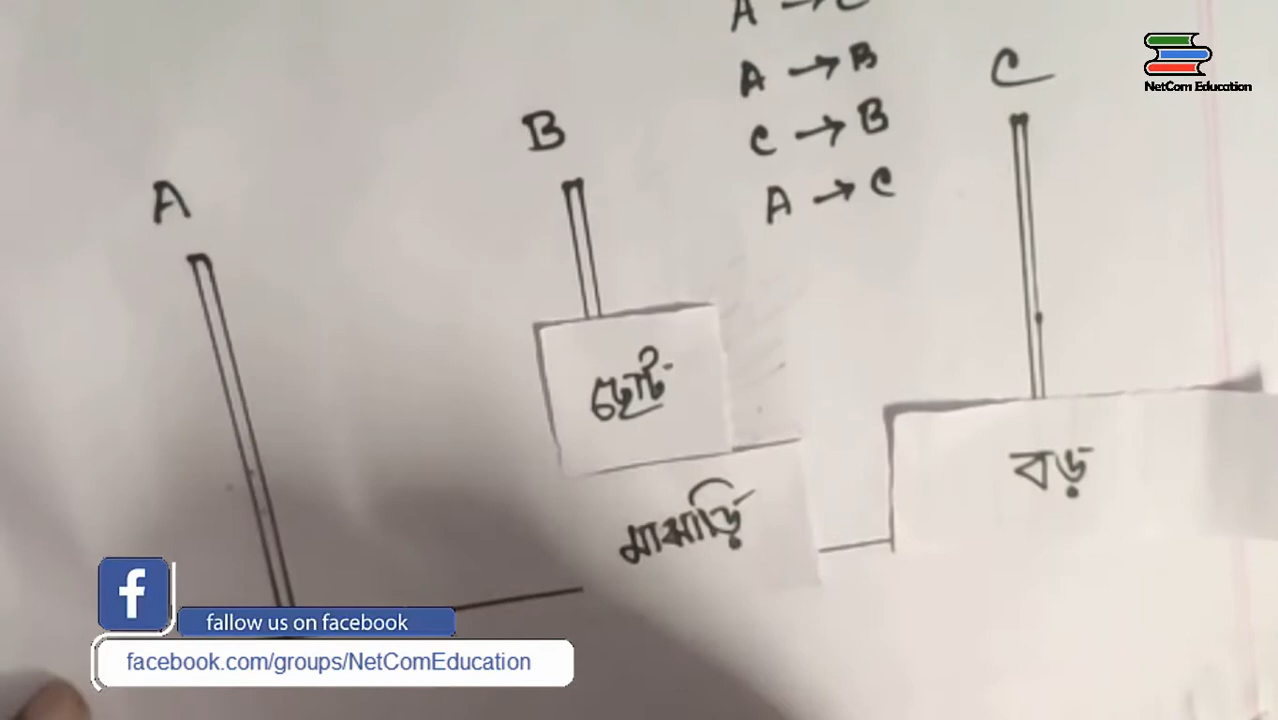 A → C
A → B
C → B
A → C
A
B
C
ছোট
মাঝাড়ি
বড়
NetCom Education
fallow us on facebook
facebook.com/groups/NetComEducation